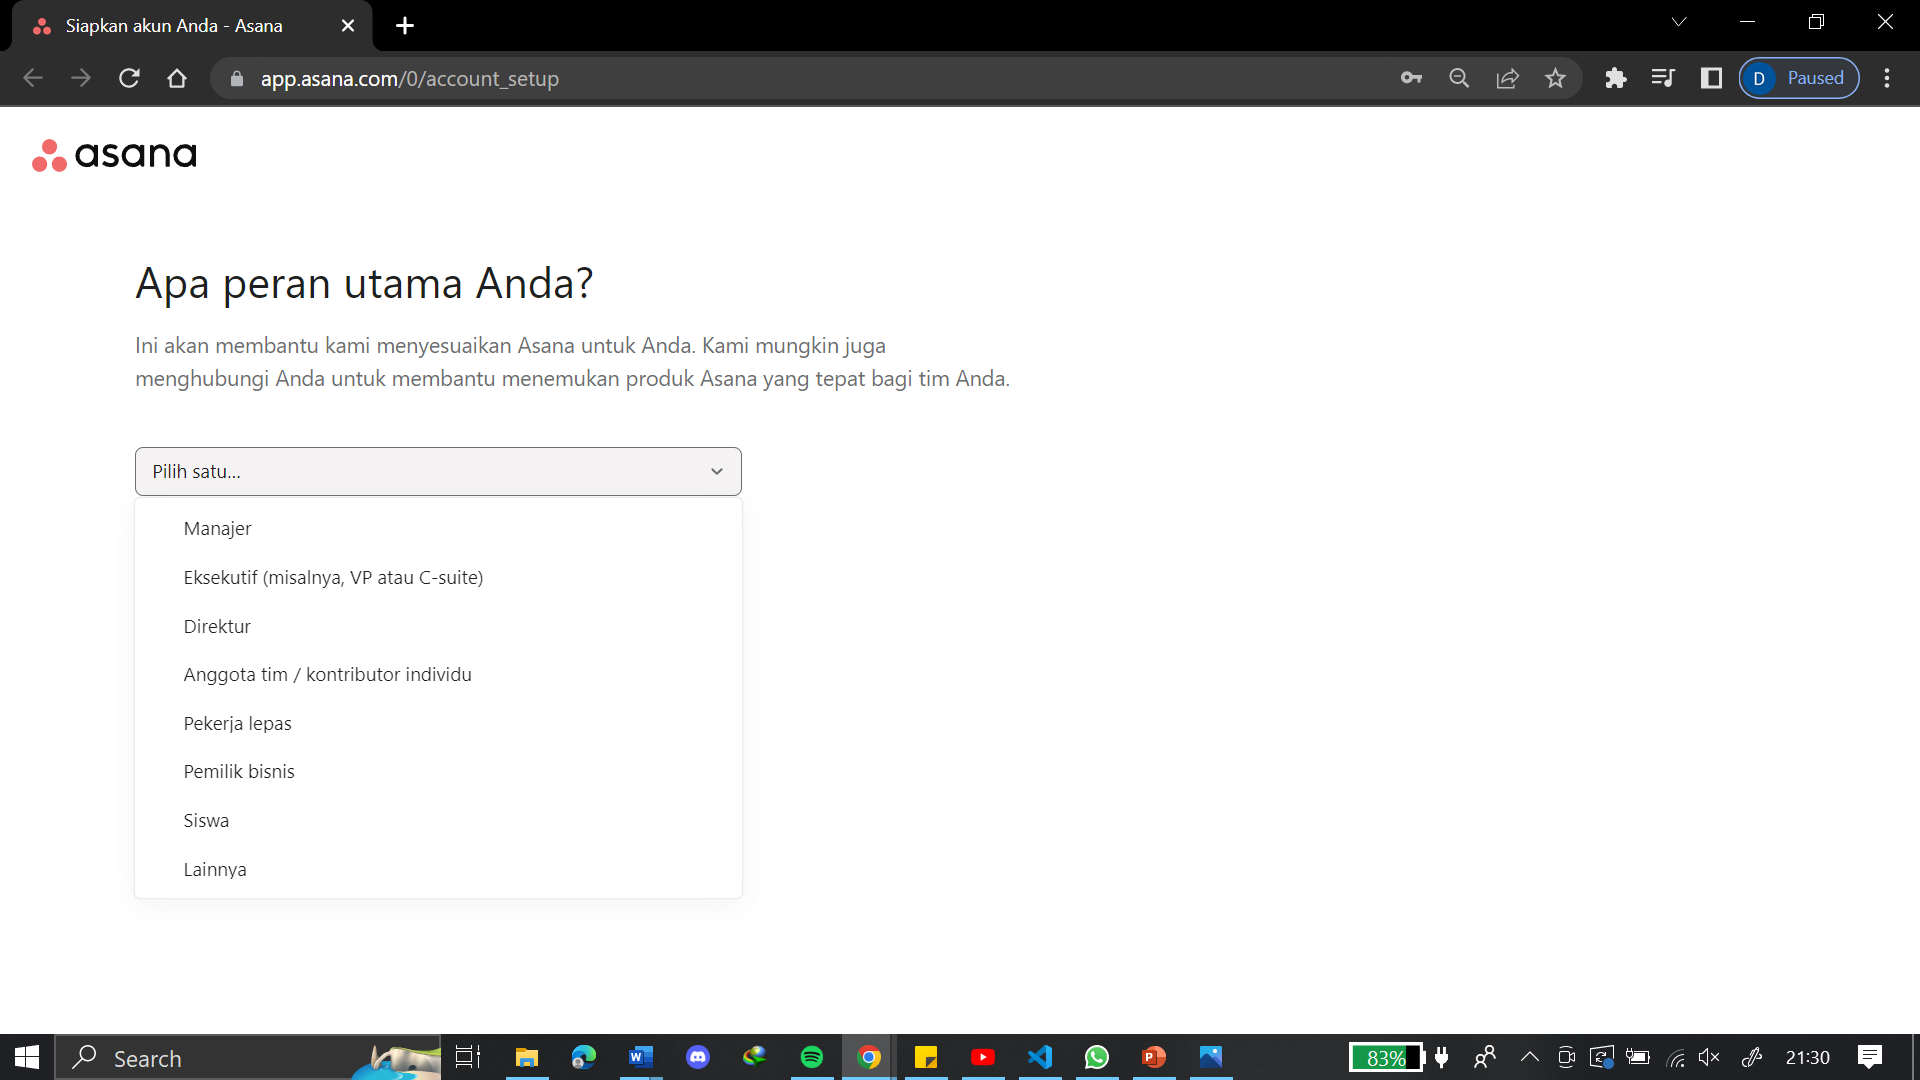 Siapkan akun Anda - Asana
app.asana.com/0/account_setup
D Paused
asana
Apa peran utama Anda?
Ini akan membantu kami menyesuaikan Asana untuk Anda. Kami mungkin juga
menghubungi Anda untuk membantu menemukan produk Asana yang tepat bagi tim Anda.
Pilih satu...
Manajer
Eksekutif (misalnya, VP atau C-suite)
Direktur
Anggota tim / kontributor individu
Pekerja lepas
Pemilik bisnis
Siswa
Lainnya
Search
83%
21:30